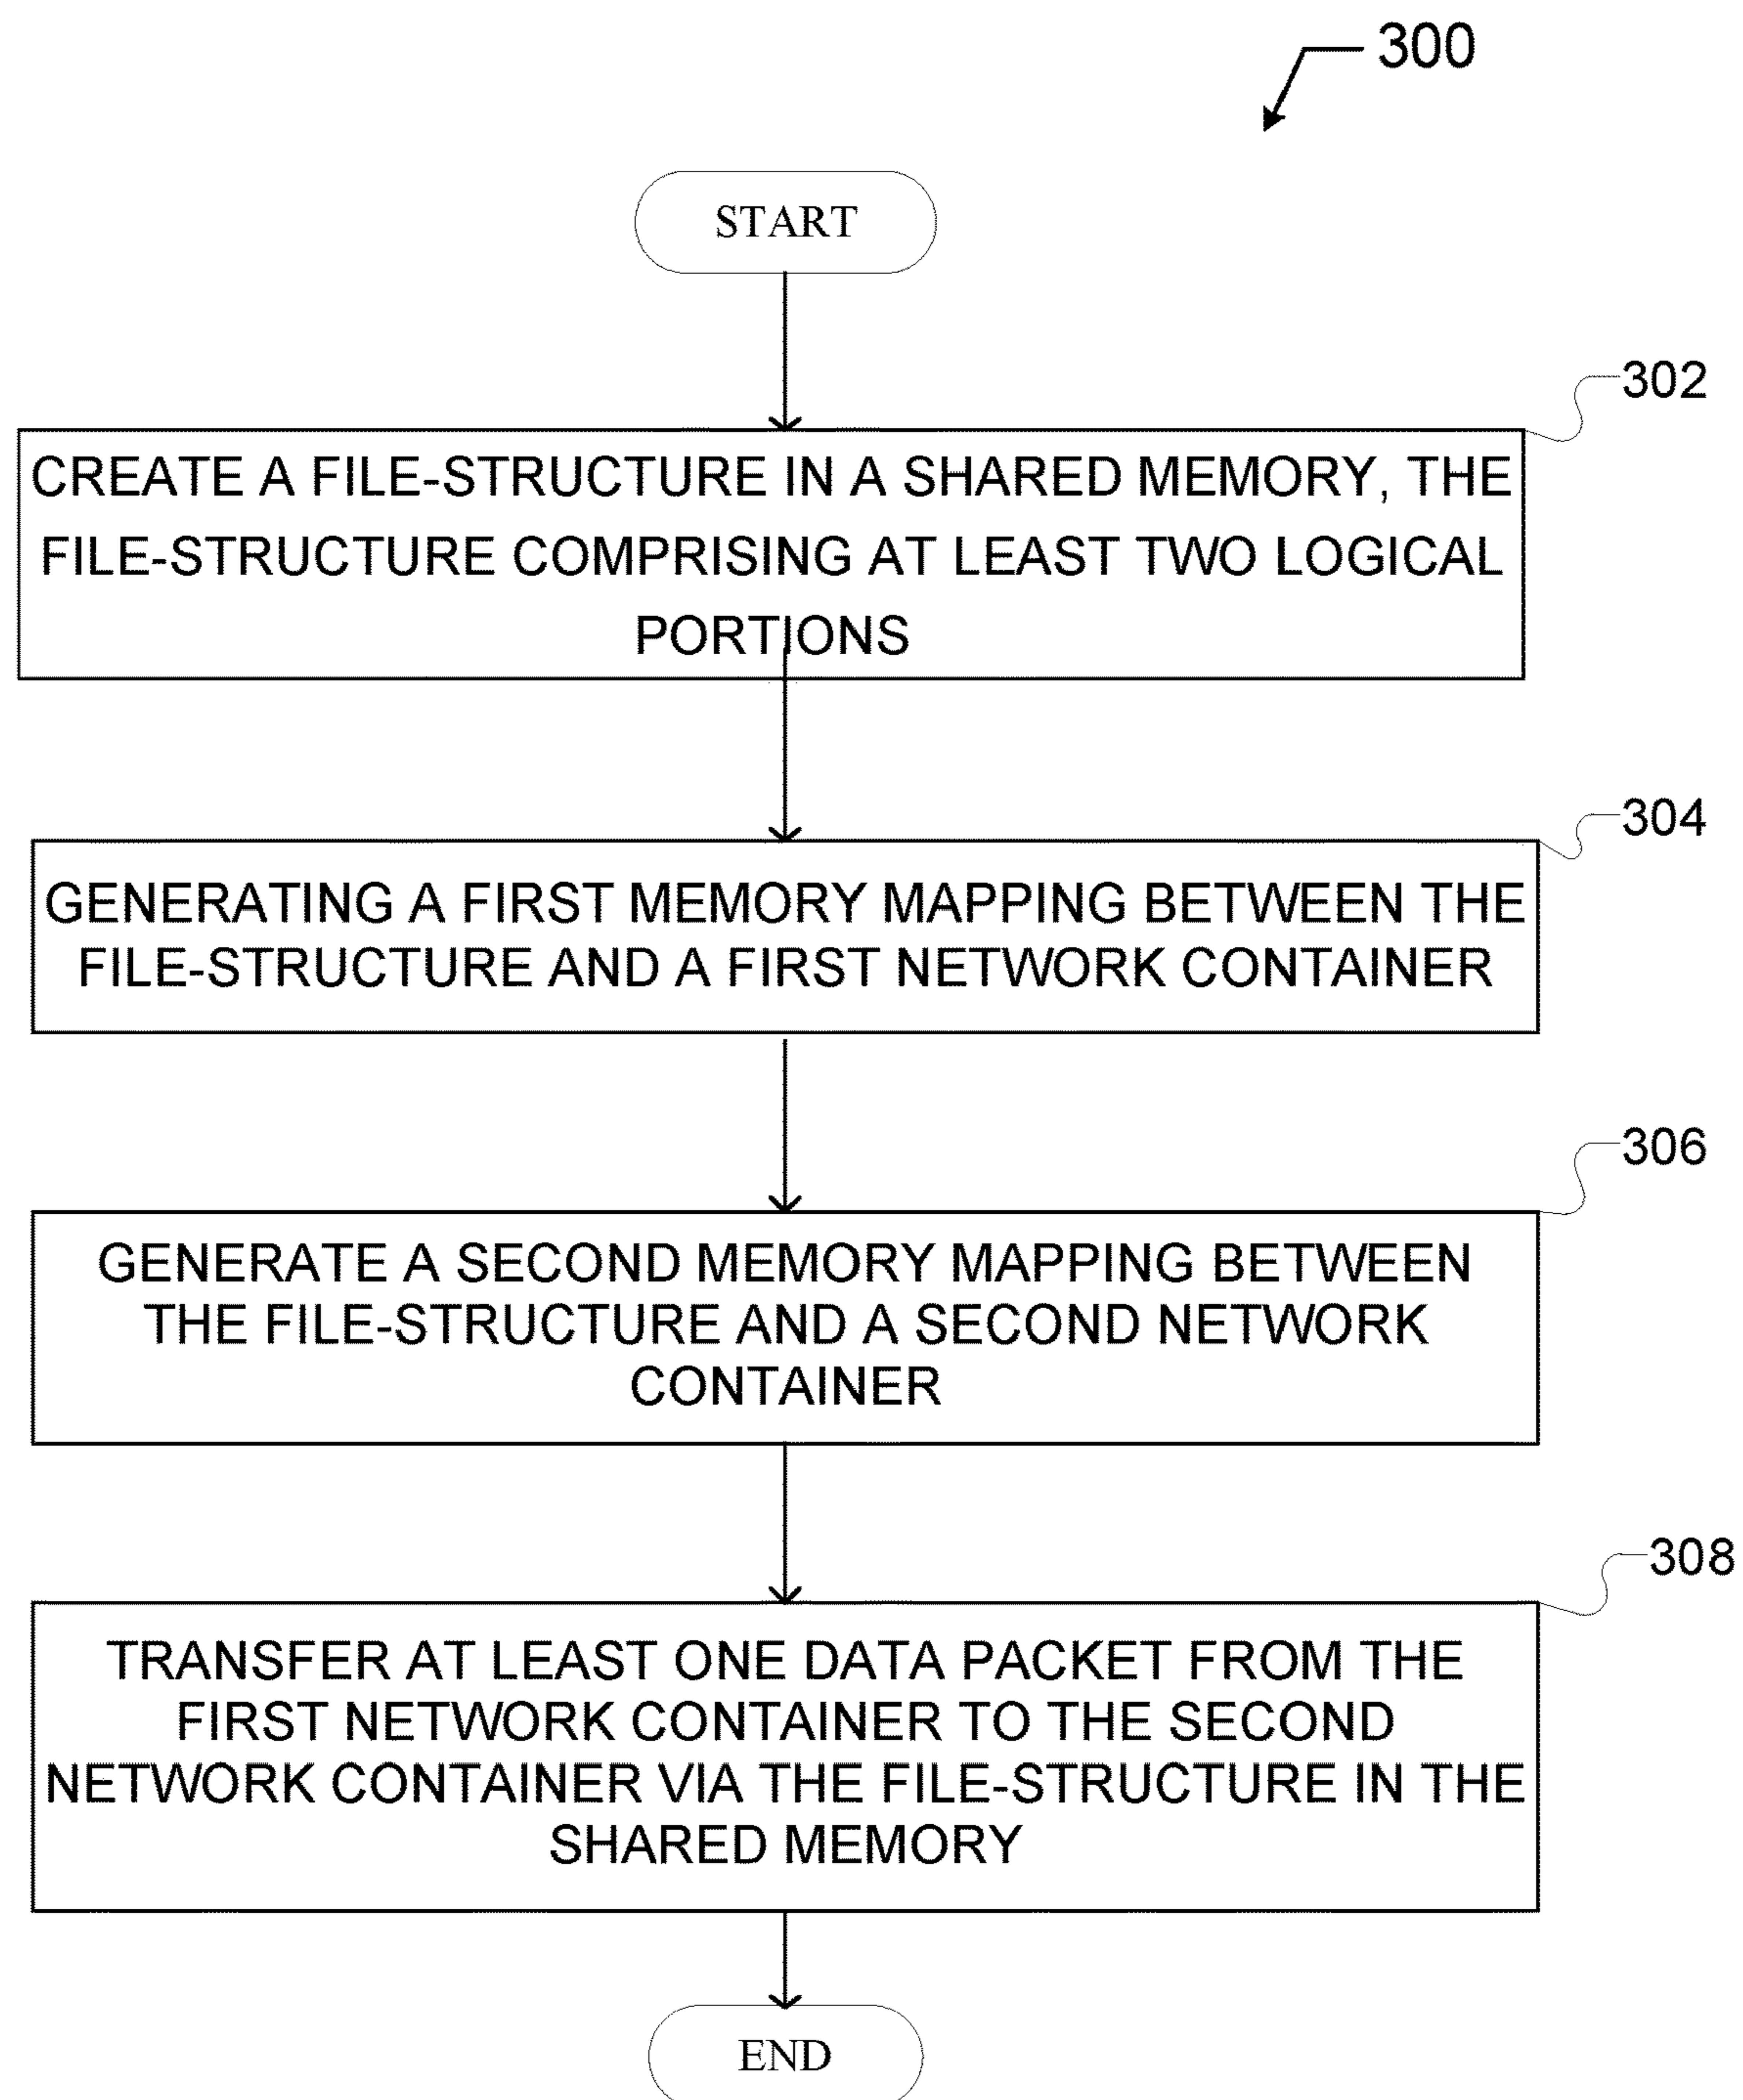 300
START
302
CREATE A FILE-STRUCTURE IN A SHARED MEMORY, THE
FILE-STRUCTURE COMPRISING AT LEAST TWO LOGICAL
PORTIONS
304
GENERATING A FIRST MEMORY MAPPING BETWEEN THE
FILE-STRUCTURE AND A FIRST NETWORK CONTAINER
306
GENERATE A SECOND MEMORY MAPPING BETWEEN
THE FILE-STRUCTURE AND A SECOND NETWORK
CONTAINER
308
TRANSFER AT LEAST ONE DATA PACKET FROM THE
FIRST NETWORK CONTAINER TO THE SECOND
NETWORK CONTAINER VIA THE FILE-STRUCTURE IN THE
SHARED MEMORY
END